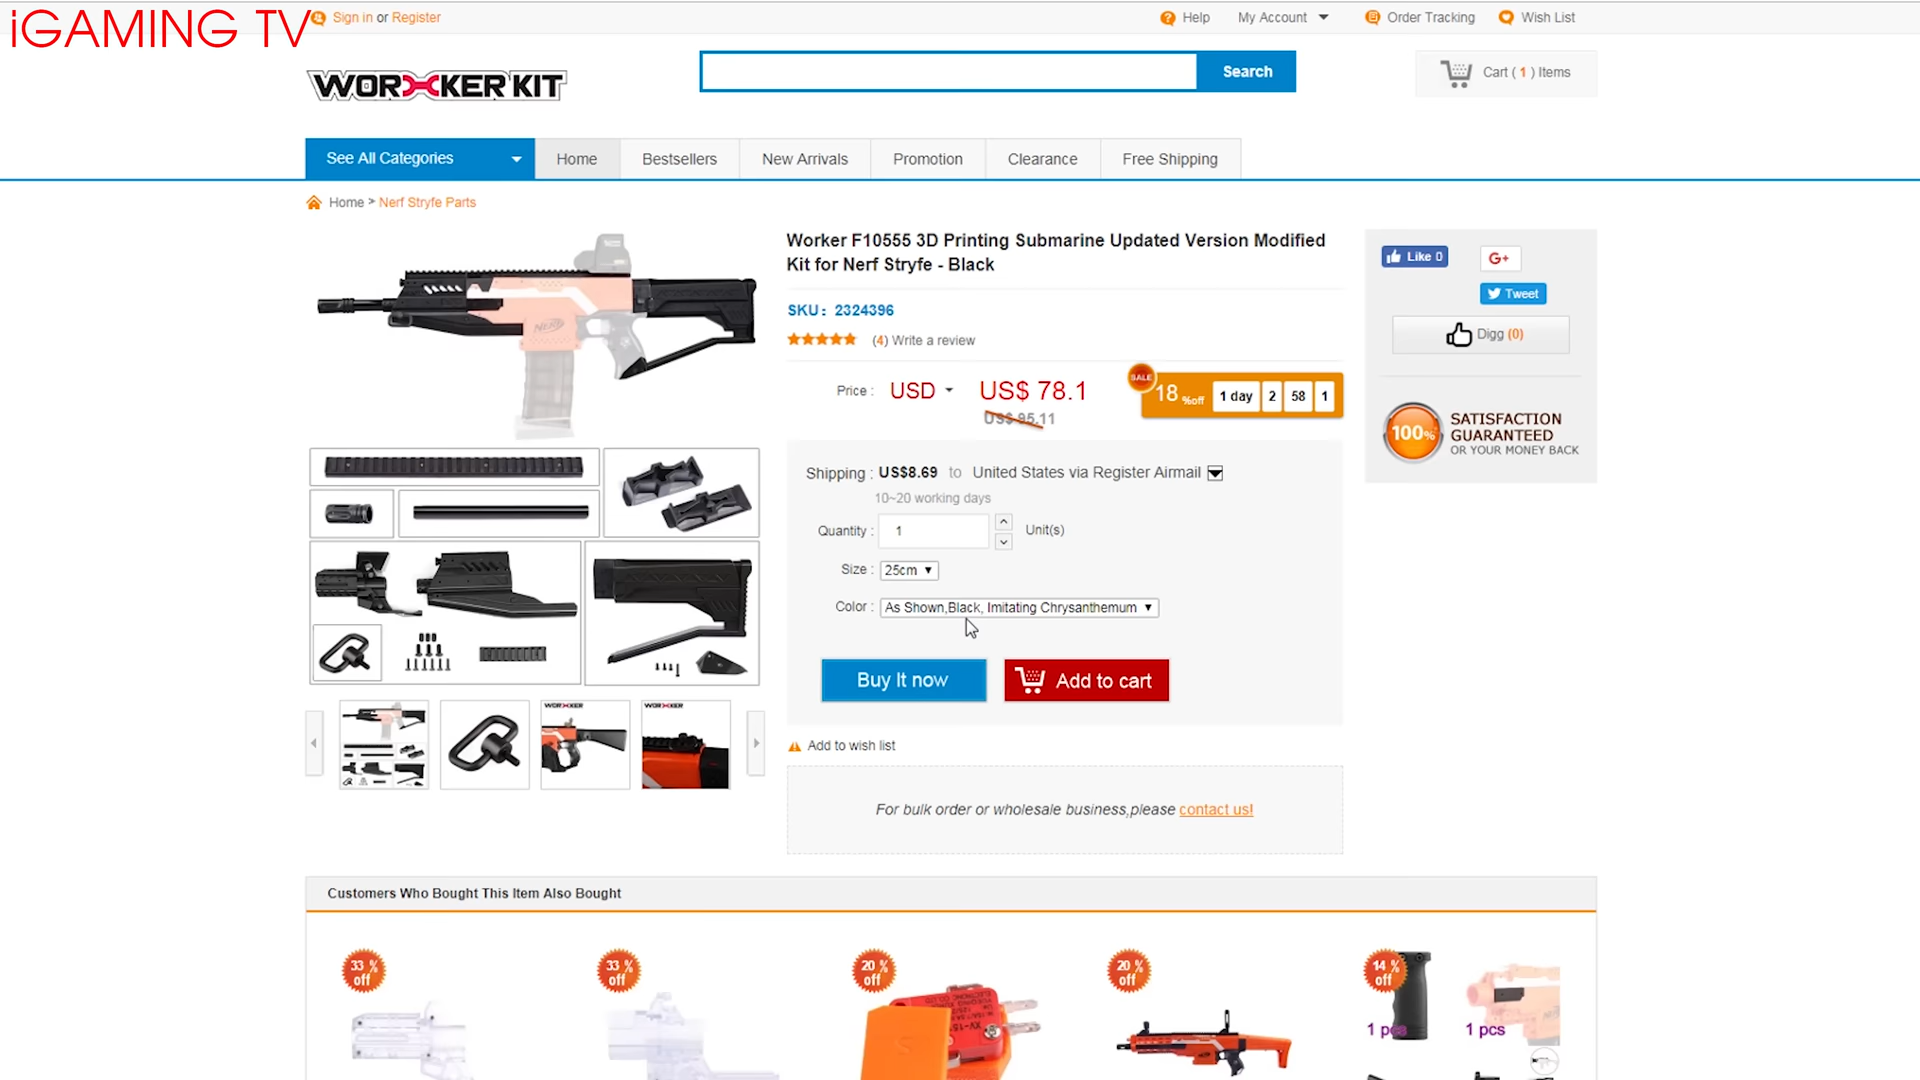 iGAMING TV
Sign in or Register
Help
My Account
Order Tracking
Wish List
WORKER KIT
Search
Cart ( 1 ) Items
See All Categories
Home
Bestsellers
New Arrivals
Promotion
Clearance
Free Shipping
Home > Nerf Stryfe Parts
Worker F10555 3D Printing Submarine Updated Version Modified
Kit for Nerf Stryfe - Black
SKU: 2324396
(4) Write a review
Price :
USD
US$ 78.1
US$ 95.11
SALE
18 %off
1 day
2
58
1
Shipping : US$8.69 to United States via Register Airmail
10~20 working days
Quantity : 1 Unit(s)
Size : 25cm
Color : As Shown,Black, Imitating Chrysanthemum
Buy It now
Add to cart
Add to wish list
For bulk order or wholesale business,please contact us!
Like 0
G+
Tweet
Digg (0)
100%
SATISFACTION
GUARANTEED
OR YOUR MONEY BACK
NERF
WORKER
WORKER
Customers Who Bought This Item Also Bought
33 %
off
33 %
off
20 %
off
20 %
off
14 %
off
1 pcs
1 pcs